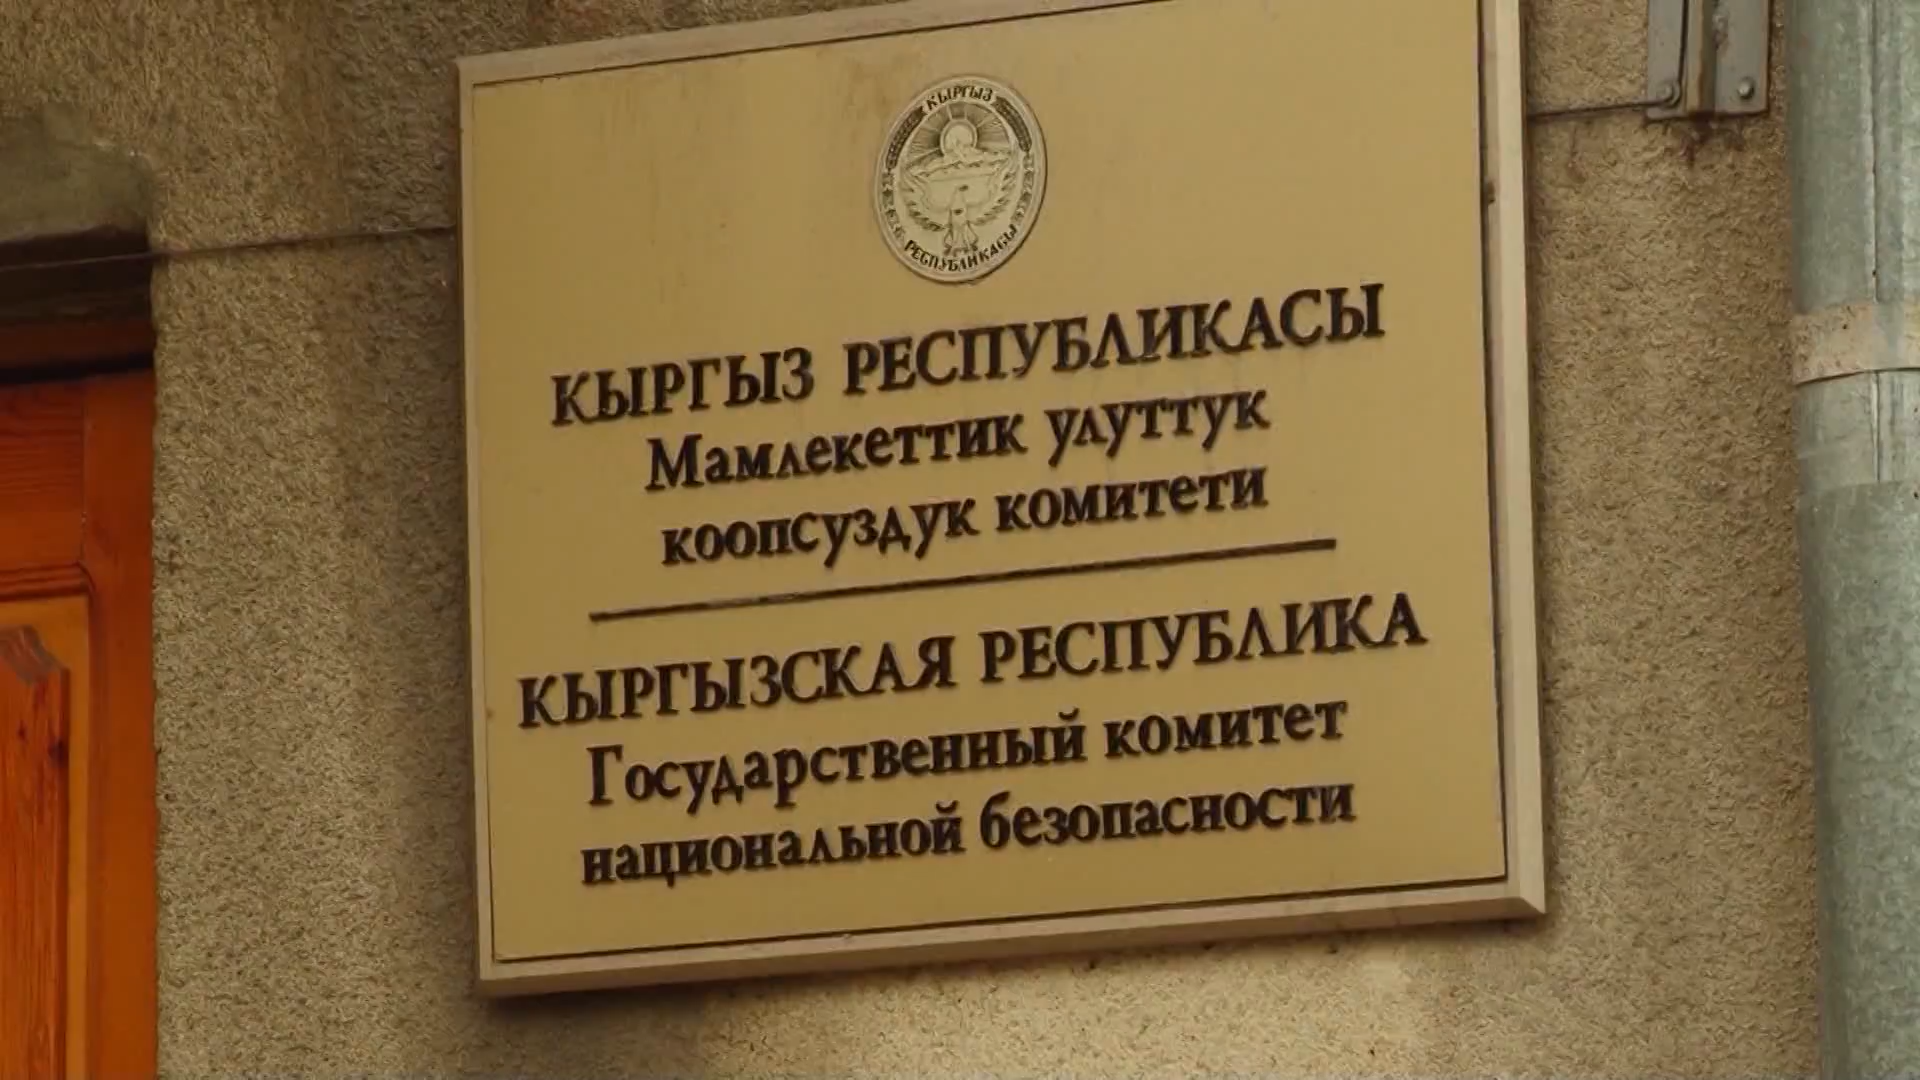 КЫРГЫЗ
РЕСПУБЛИКАСЫ
КЫРГЫЗ РЕСПУБЛИКАСЫ
Мамлекеттик улуттук
коопсуздук комитети
КЫРГЫЗСКАЯ РЕСПУБЛИКА
Государственный комитет
национальной безопасности